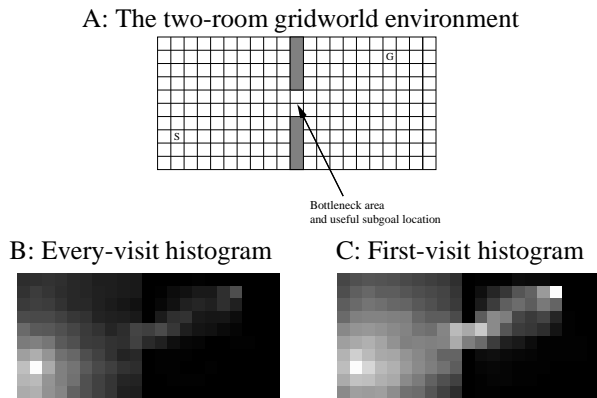 A: The two-room gridworld environment
G
S
Bottleneck area
and useful subgoal location
B: Every-visit histogram
C: First-visit histogram